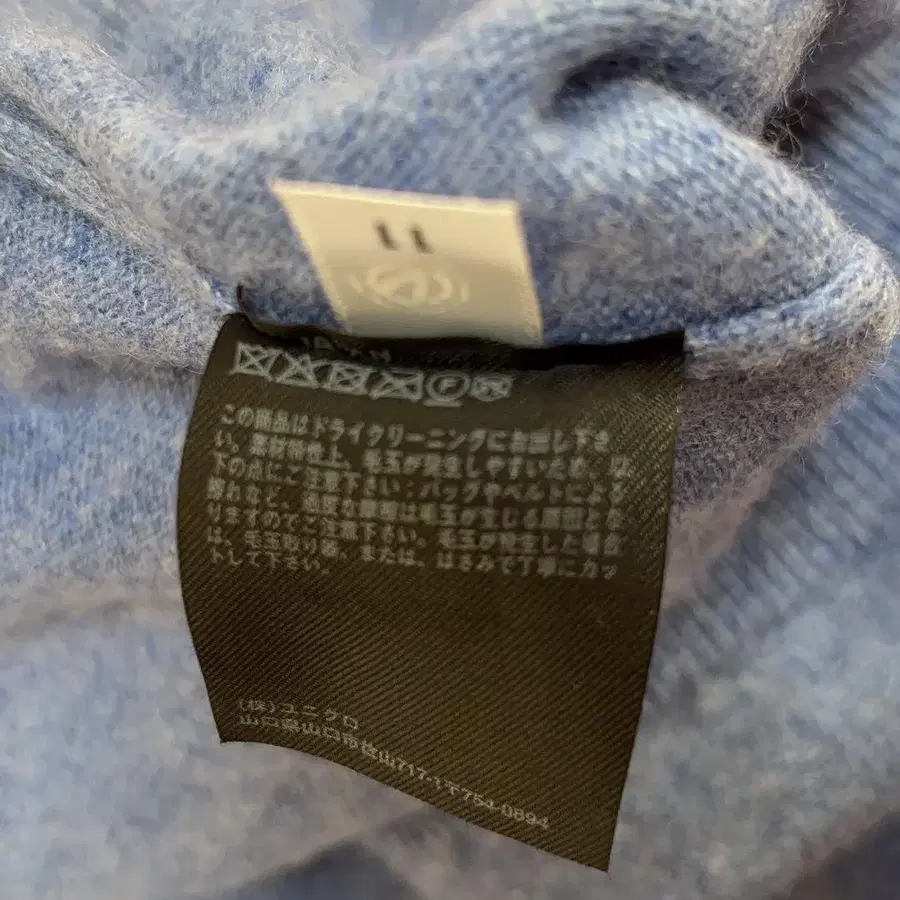 11
JAPAN
F
この商品はドライクリーニングにお出し下さ
い。素材特性上、毛玉が発生しやすいため、以
下の点にご注意下さい：バッグやベルトによる
擦れなど、過度な摩擦は毛玉が生じる原因とな
りますのでご注意下さい。毛玉が発生した場合
は、毛玉取り器、または、はさみで丁寧にカッ
トして下さい。
(株)ユニクロ
山口県山口市佐山717-1〒754-0894